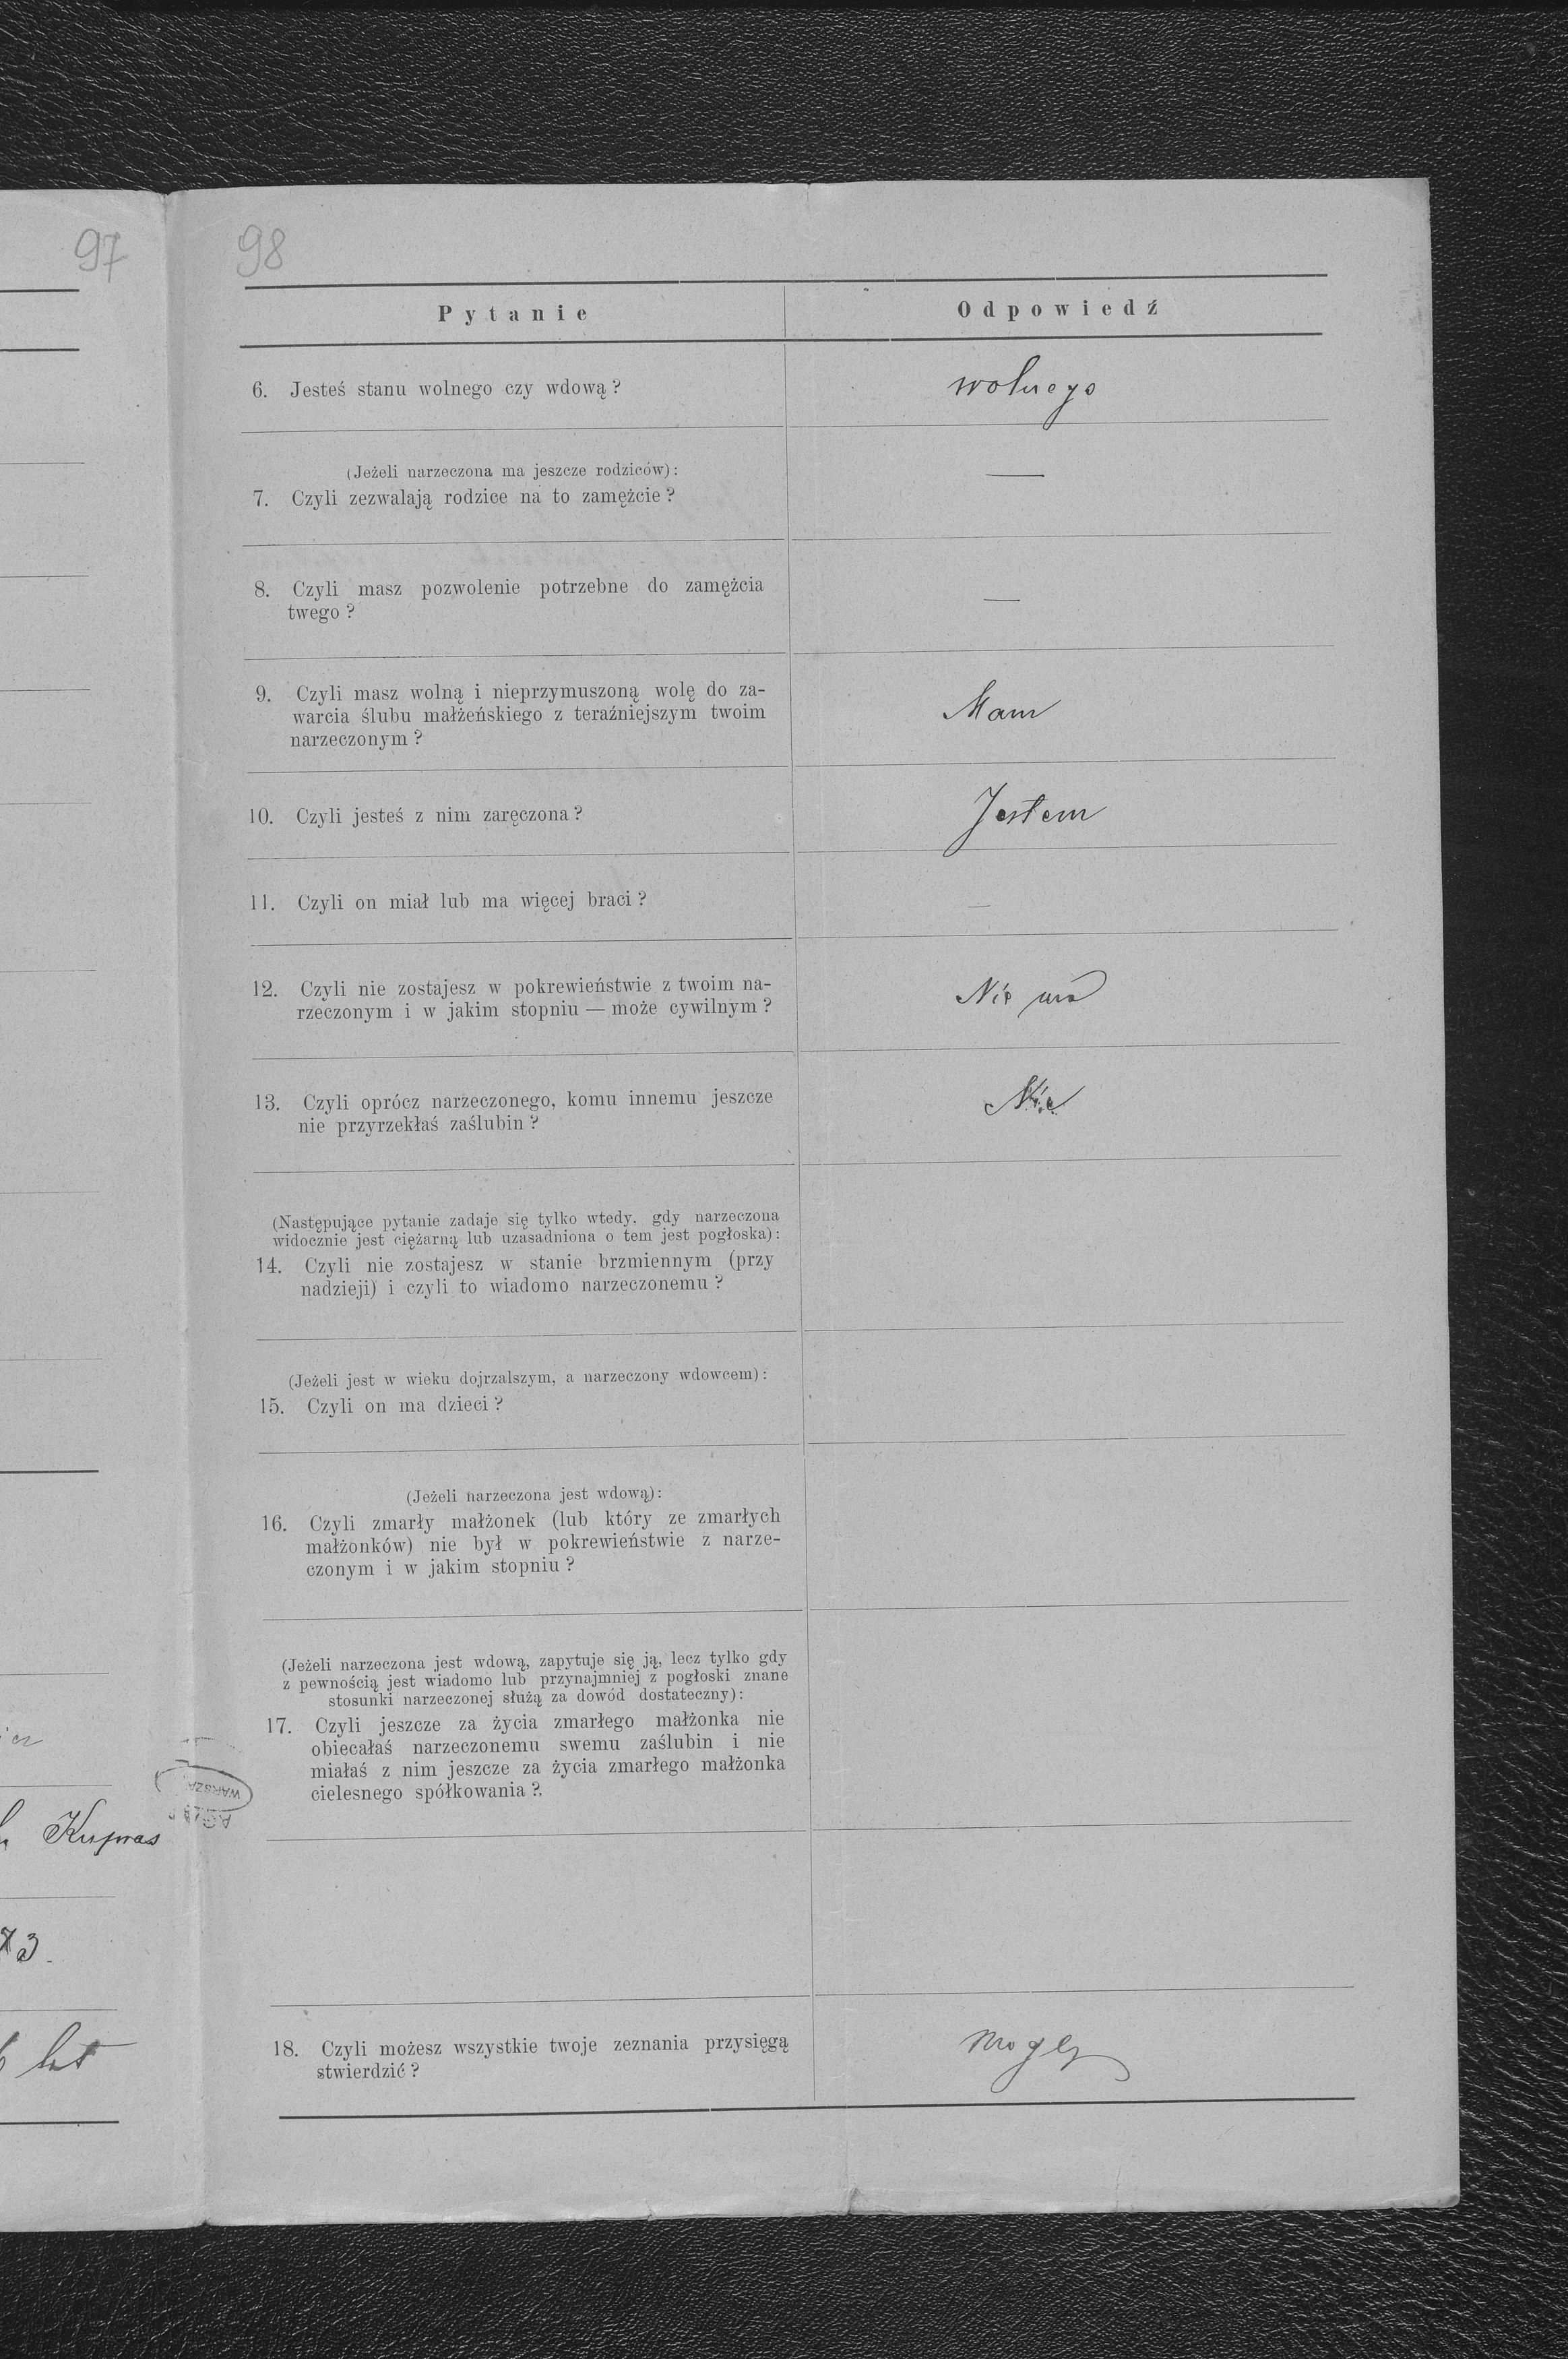 97
98
Pytanie
Odpowiedź
6. Jesteś stanu wolnego czy wdową?
wolnego
(Jeżeli narzeczona ma jeszcze rodziców):
7. Czyli zezwalają rodzice na to zamężcie?
—
8. Czyli masz pozwolenie potrzebne do zamężcia
twego?
—
9. Czyli masz wolną i nieprzymuszoną wolę do za-
warcia ślubu małżeńskiego z teraźniejszym twoim
narzeczonym?
Mam
10. Czyli jesteś z nim zaręczona?
Jestem
11. Czyli on miał lub ma więcej braci?
—
12. Czyli nie zostajesz w pokrewieństwie z twoim na-
rzeczonym i w jakim stopniu — może cywilnym?
Nie ma
13. Czyli oprócz narzeczonego, komu innemu jeszcze
nie przyrzekłaś zaślubin?
Nie
(Następujące pytanie zadaje się tylko wtedy, gdy narzeczona
widocznie jest ciężarną lub uzasadniona o tem jest pogłoska):
14. Czyli nie zostajesz w stanie brzmiennym (przy
nadzieji) i czyli to wiadomo narzeczonemu?
(Jeżeli jest w wieku dojrzalszym, a narzeczony wdowcem):
15. Czyli on ma dzieci?
(Jeżeli narzeczona jest wdową):
16. Czyli zmarły małżonek (lub który ze zmarłych
małżonków) nie był w pokrewieństwie z narze-
czonym i w jakim stopniu?
(Jeżeli narzeczona jest wdową, zapytuje się ją, lecz tylko gdy
z pewnością jest wiadomo lub przynajmniej z pogłoski znane
stosunki narzeczonej służą za dowód dostateczny):
17. Czyli jeszcze za życia zmarłego małżonka nie
obiecałaś narzeczonemu swemu zaślubin i nie
miałaś z nim jeszcze za życia zmarłego małżonka
cielesnego spółkowania?
Kupras
73.
lat
18. Czyli możesz wszystkie twoje zeznania przysięgą
stwierdzić?
Mogę